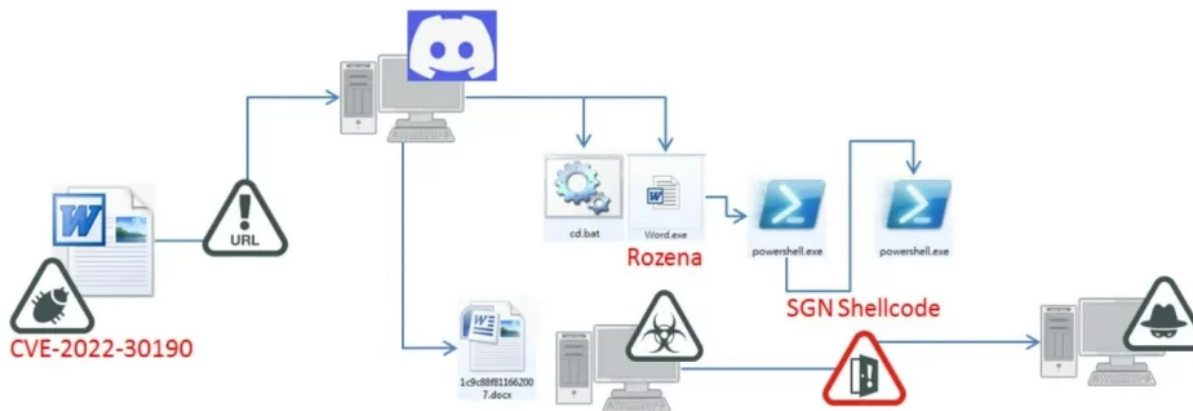 URL
CVE-2022-30190
cd.bat
Word.exe
Rozena
powershell.exe
powershell.exe
SGN Shellcode
1c9c88f81166200
7.docx